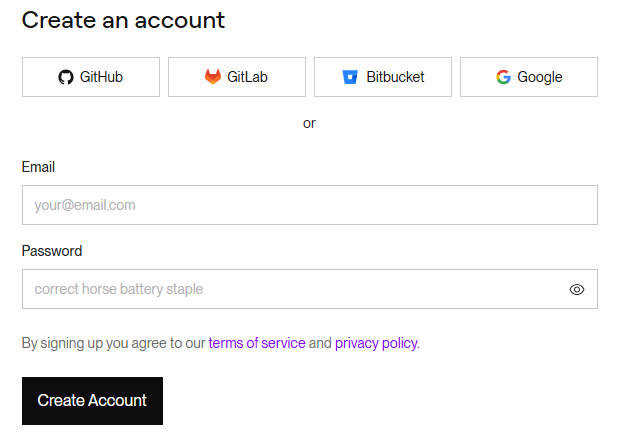 Create an account
GitHub GitLab Bitbucket Google
or
Email
your@email.com
Password
correct horse battery staple
By signing up you agree to our terms of service and privacy policy.
Create Account